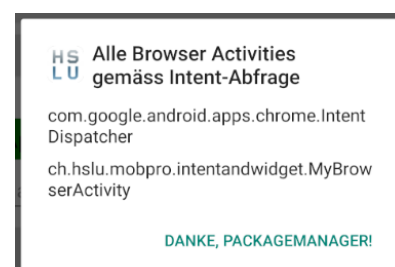 HS
LU
Alle Browser Activities
gemäss Intent-Abfrage
com.google.android.apps.chrome.Intent
Dispatcher
ch.hslu.mobpro.intentandwidget.MyBrow
serActivity
DANKE, PACKAGEMANAGER!